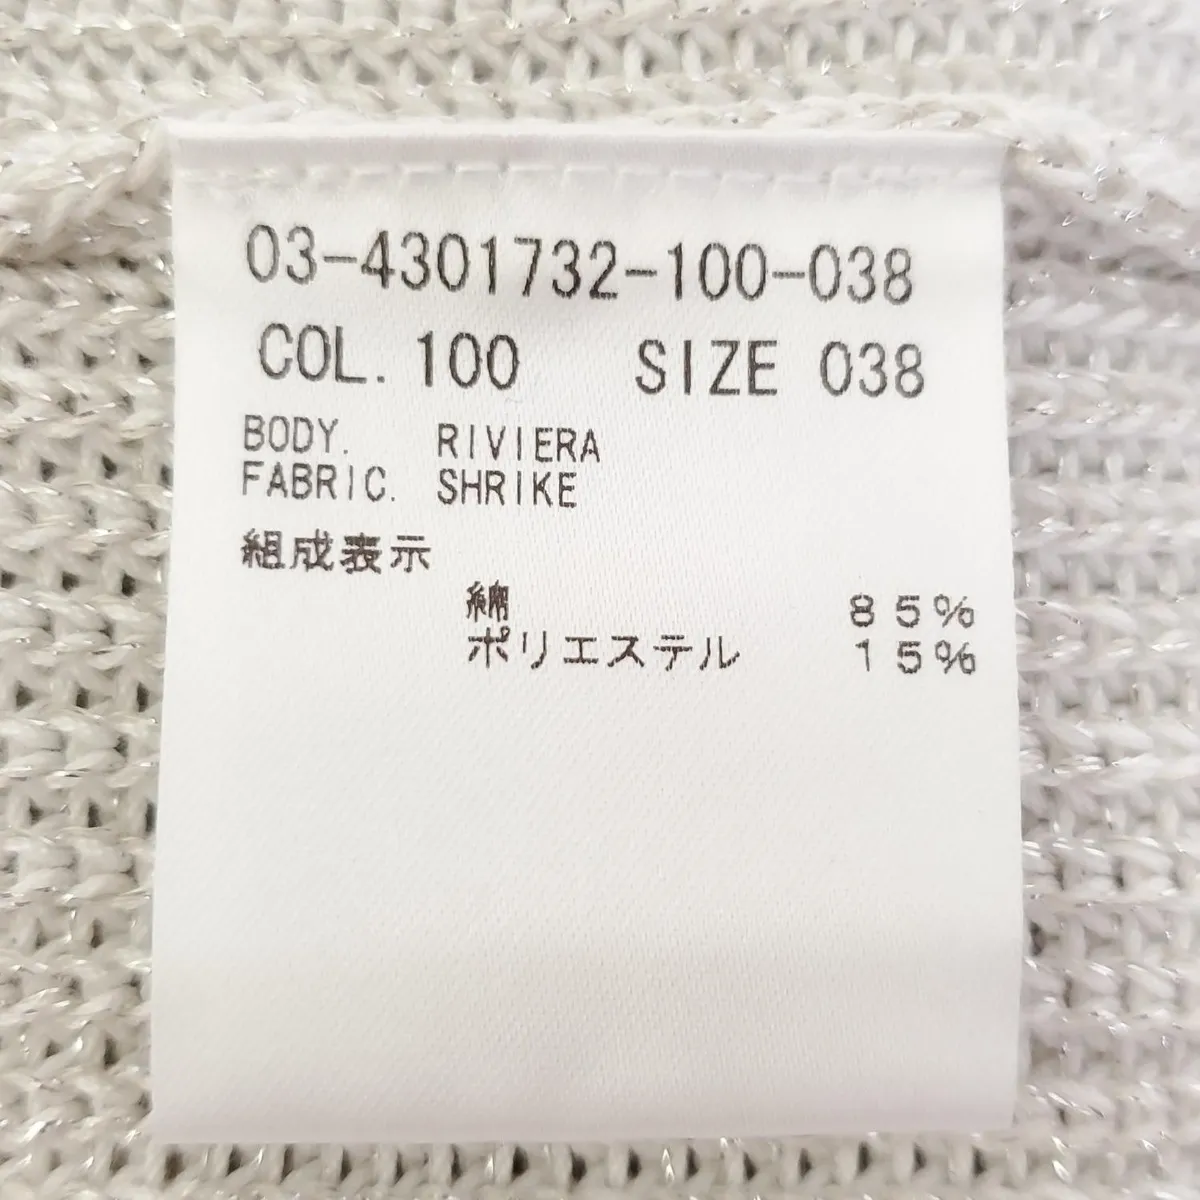 03-4301732-100-038
COL. 100 SIZE 038
BODY. RIVIERA
FABRIC. SHRIKE
組成表示
綿 85%
ポリエステル 15%